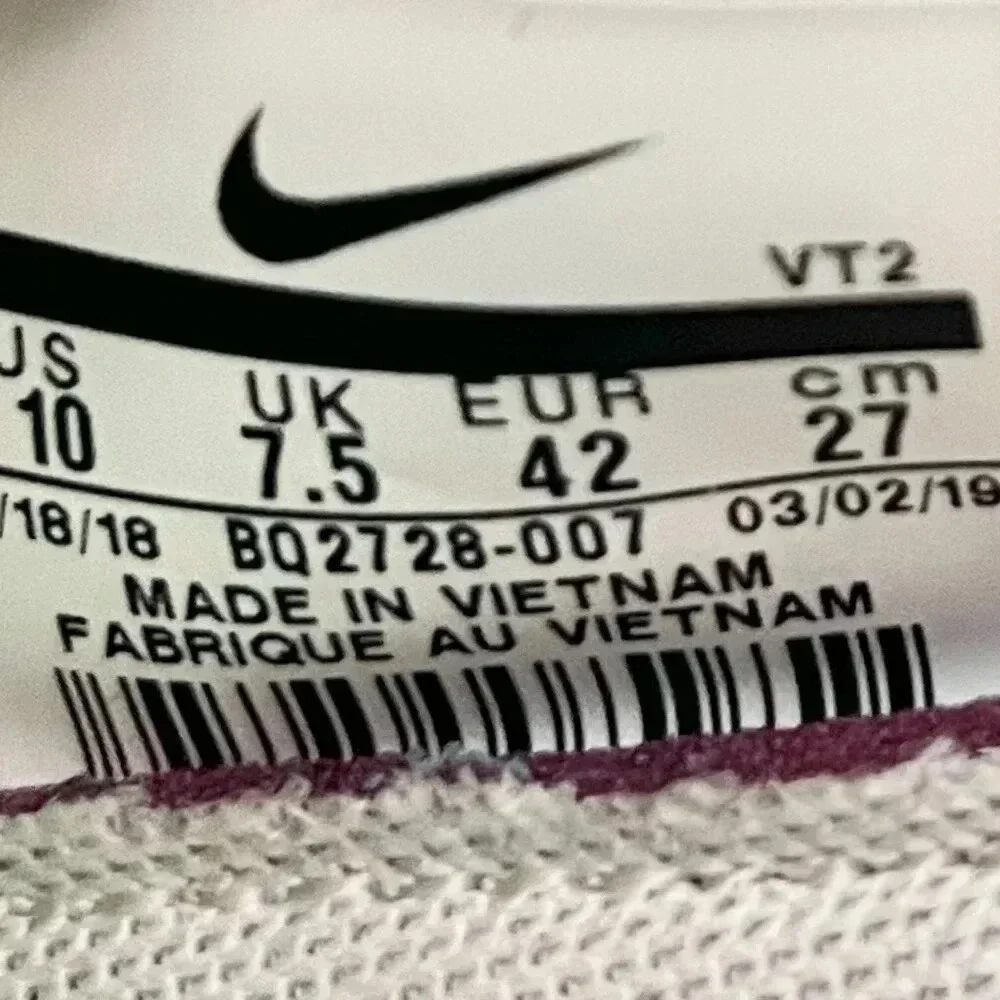 VT2
US UK EUR cm
10 7.5 42 27
/18/18 BQ2728-007 03/02/19
MADE IN VIETNAM
FABRIQUE AU VIETNAM